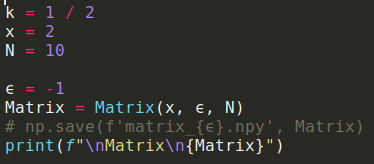 k = 1 / 2
x = 2
N = 10
ϵ = -1
Matrix = Matrix(x, ϵ, N)
# np.save(f'matrix_{ϵ}.npy', Matrix)
print(f"\nMatrix\n{Matrix}")